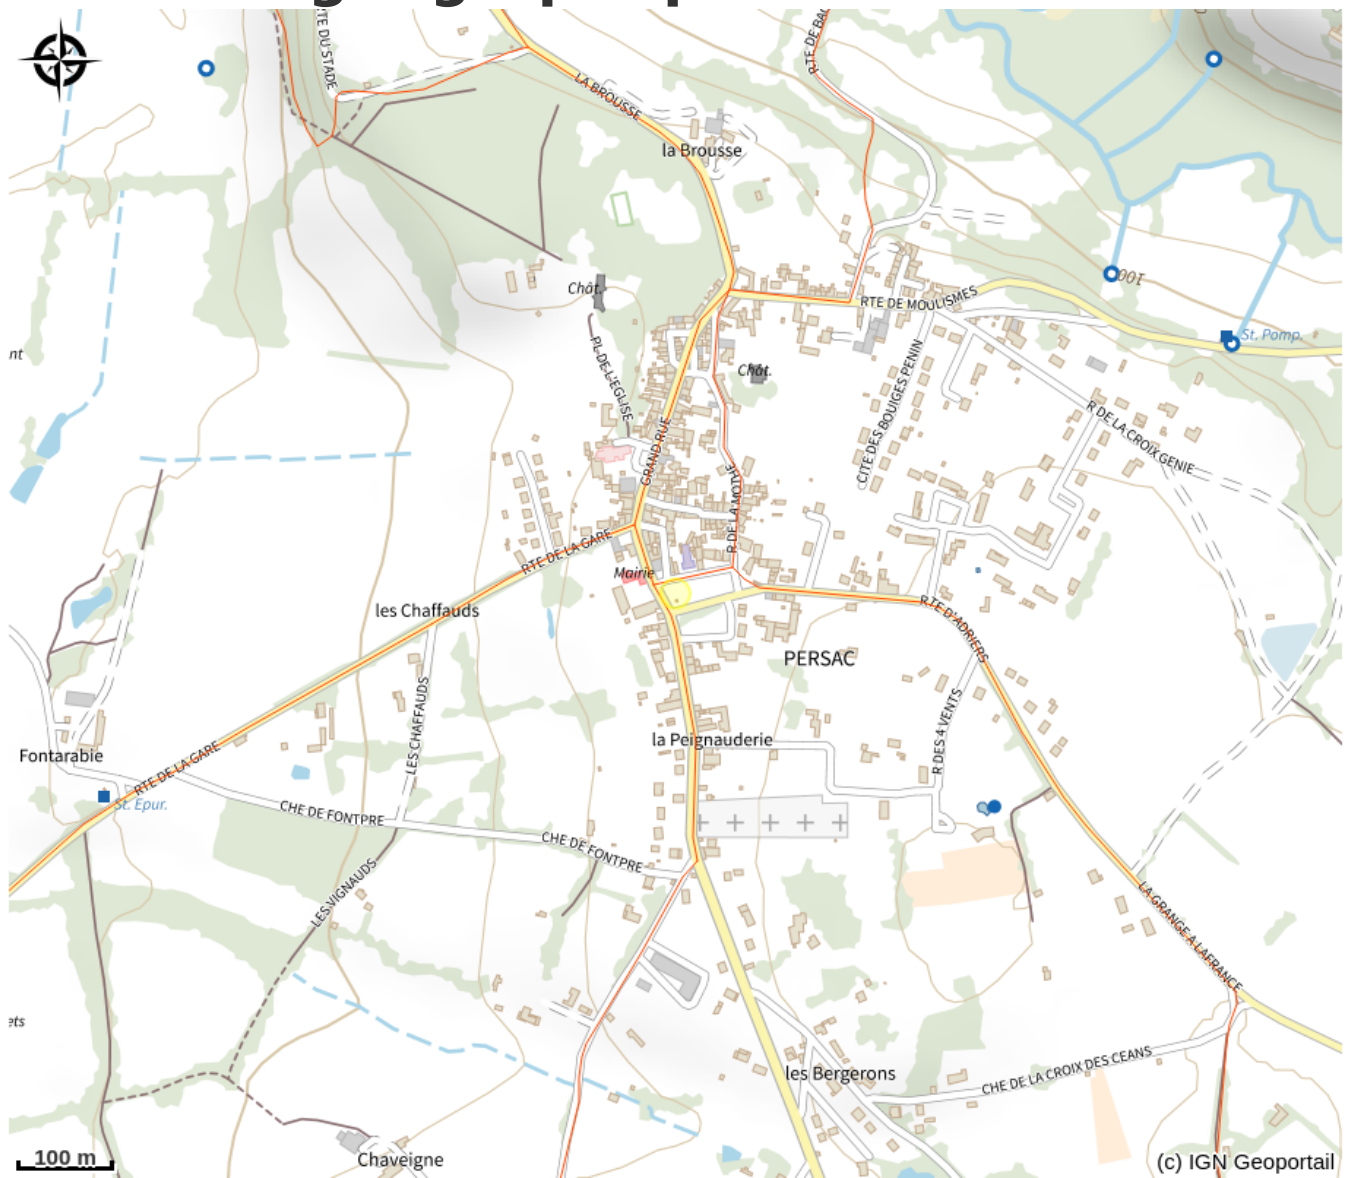 RTE DU STADE
RTE DE BA
LA BROUSSE
la Brousse
Chât.
100
RTE DE MOULISMES
St. Pomp.
PL DE L'EGLISE
Chât.
CITE DES BOUIGES PENIN
nt
R DE LA CROIX GENIE
GRAND RUE
R DE LA MOTHE
RTE DE LA GARE
Mairie
les Chaffauds
RTE D'ADRIERS
PERSAC
LES CHAFFAUDS
R DES 4 VENTS
la Peignauderie
Fontarabie
RTE DE LA GARE
St. Epur.
CHE DE FONTPRE
CHE DE FONTPRE
LES VIGNAUDS
LA GRANGE A LAFRANCE
ets
les Bergerons
CHE DE LA CROIX DES CEANS
Chaveigne
100 m
(c) IGN Geoportail